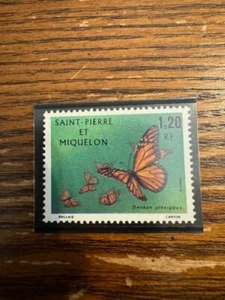 SAINT-PIERRE
ET
MIQUELON
1,20
RF
Danaus plexippus